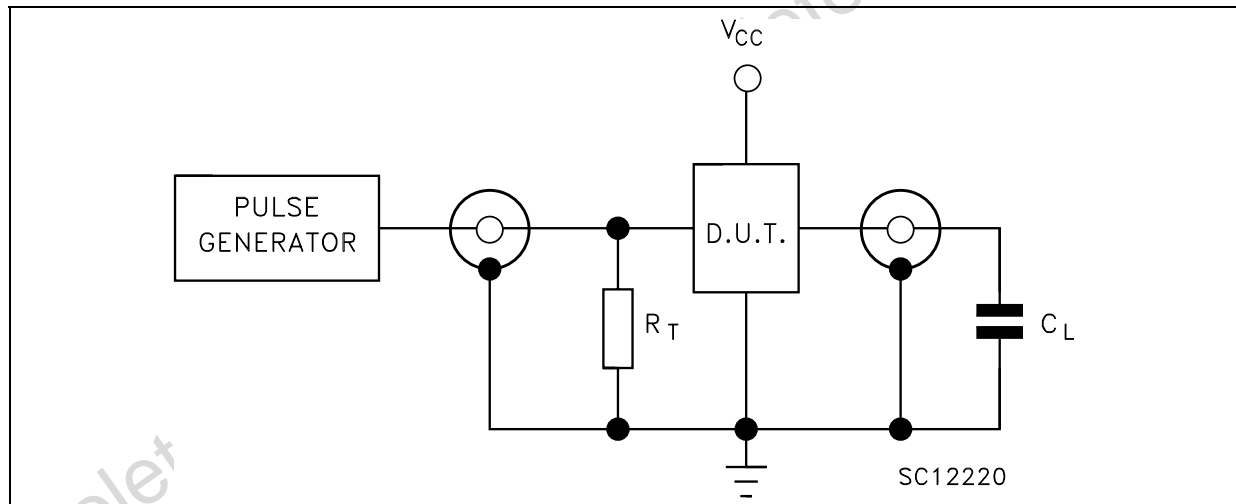 V_CC
PULSE
GENERATOR
D.U.T.
R_T
C_L
SC12220